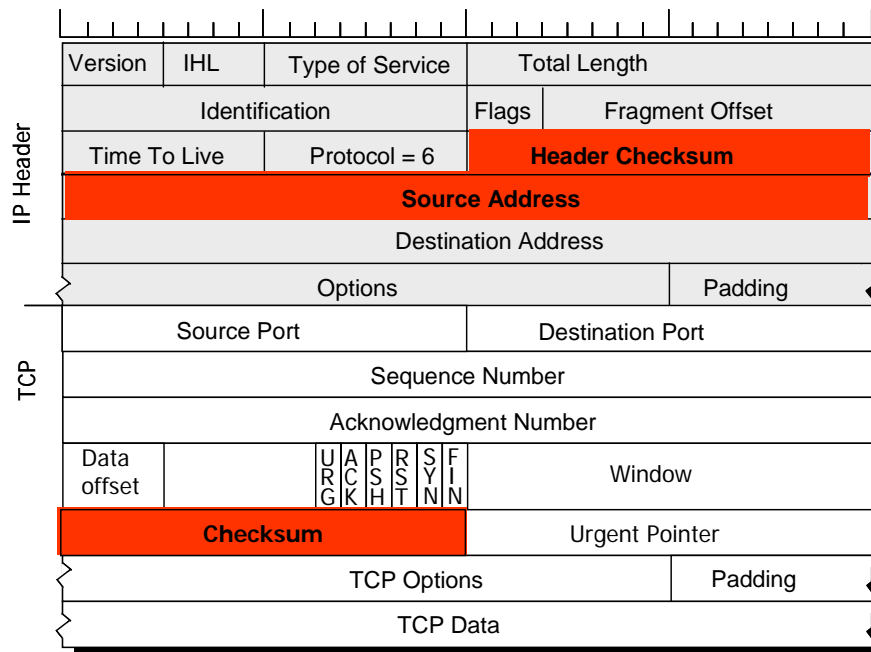 Version IHL Type of Service Total Length
Identification Flags Fragment Offset
Time To Live Protocol = 6 Header Checksum
Source Address
Destination Address
Options Padding
IP Header
Source Port Destination Port
Sequence Number
Acknowledgment Number
Data offset URG ACK PSH RST SYN FIN Window
Checksum Urgent Pointer
TCP Options Padding
TCP Data
TCP